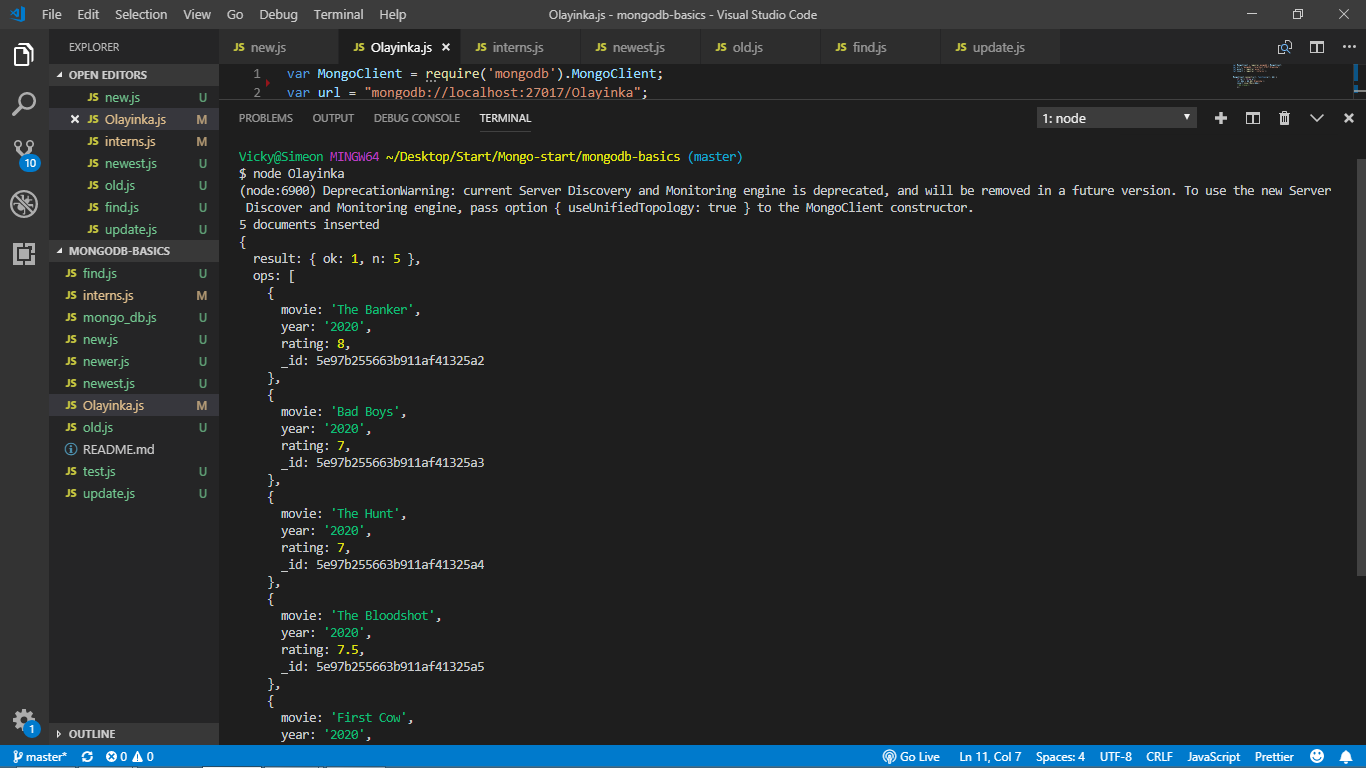 File Edit Selection View Go Debug Terminal Help
Olayinka.js - mongodb-basics - Visual Studio Code
EXPLORER
OPEN EDITORS
JS new.js U
JS Olayinka.js M
JS interns.js M
JS newest.js U
JS old.js U
JS find.js U
JS update.js U
MONGODB-BASICS
JS find.js U
JS interns.js M
JS mongo_db.js U
JS new.js U
JS newer.js U
JS newest.js U
JS Olayinka.js M
JS old.js U
README.md
JS test.js U
JS update.js U
OUTLINE
10
1
JS new.js JS Olayinka.js JS interns.js JS newest.js JS old.js JS find.js JS update.js
1 var MongoClient = require('mongodb').MongoClient;
2 var url = "mongodb://localhost:27017/Olayinka";
PROBLEMS OUTPUT DEBUG CONSOLE TERMINAL
1: node
Vicky@Simeon MINGW64 ~/Desktop/Start/Mongo-start/mongodb-basics (master)
$ node Olayinka
(node:6900) DeprecationWarning: current Server Discovery and Monitoring engine is deprecated, and will be removed in a future version. To use the new Server
Discover and Monitoring engine, pass option { useUnifiedTopology: true } to the MongoClient constructor.
5 documents inserted
{
result: { ok: 1, n: 5 },
ops: [
{
movie: 'The Banker',
year: '2020',
rating: 8,
_id: 5e97b255663b911af41325a2
},
{
movie: 'Bad Boys',
year: '2020',
rating: 7,
_id: 5e97b255663b911af41325a3
},
{
movie: 'The Hunt',
year: '2020',
rating: 7,
_id: 5e97b255663b911af41325a4
},
{
movie: 'The Bloodshot',
year: '2020',
rating: 7.5,
_id: 5e97b255663b911af41325a5
},
{
movie: 'First Cow',
year: '2020',
master* 0 0 Go Live Ln 11, Col 7 Spaces: 4 UTF-8 CRLF JavaScript Prettier